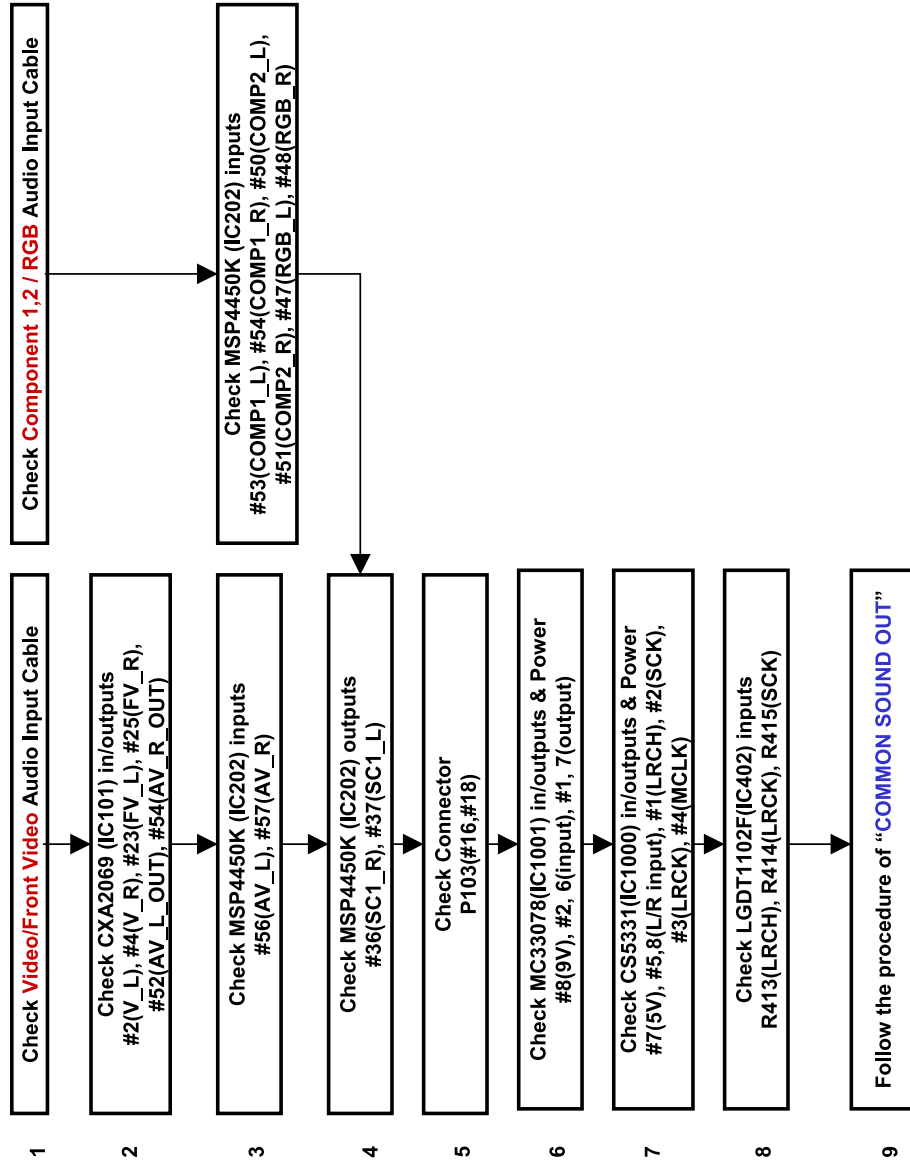 1
Check Video/Front Video Audio Input Cable
Check Component 1,2 / RGB Audio Input Cable
2
Check CXA2069 (IC101) in/outputs
#2(V_L), #4(V_R), #23(FV_L), #25(FV_R),
#52(AV_L_OUT), #54(AV_R_OUT)
3
Check MSP4450K (IC202) inputs
#56(AV_L), #57(AV_R)
Check MSP4450K (IC202) inputs
#53(COMP1_L), #54(COMP1_R), #50(COMP2_L),
#51(COMP2_R), #47(RGB_L), #48(RGB_R)
4
Check MSP4450K (IC202) outputs
#36(SC1_R), #37(SC1_L)
5
Check Connector
P103(#16,#18)
6
Check MC33078(IC1001) in/outputs & Power
#8(9V), #2, 6(input), #1, 7(output)
7
Check CS5331(IC1000) in/outputs & Power
#7(5V), #5,8(L/R input), #1(LRCH), #2(SCK),
#3(LRCK), #4(MCLK)
8
Check LGDT1102F(IC402) inputs
R413(LRCH), R414(LRCK), R415(SCK)
9
Follow the procedure of “COMMON SOUND OUT”